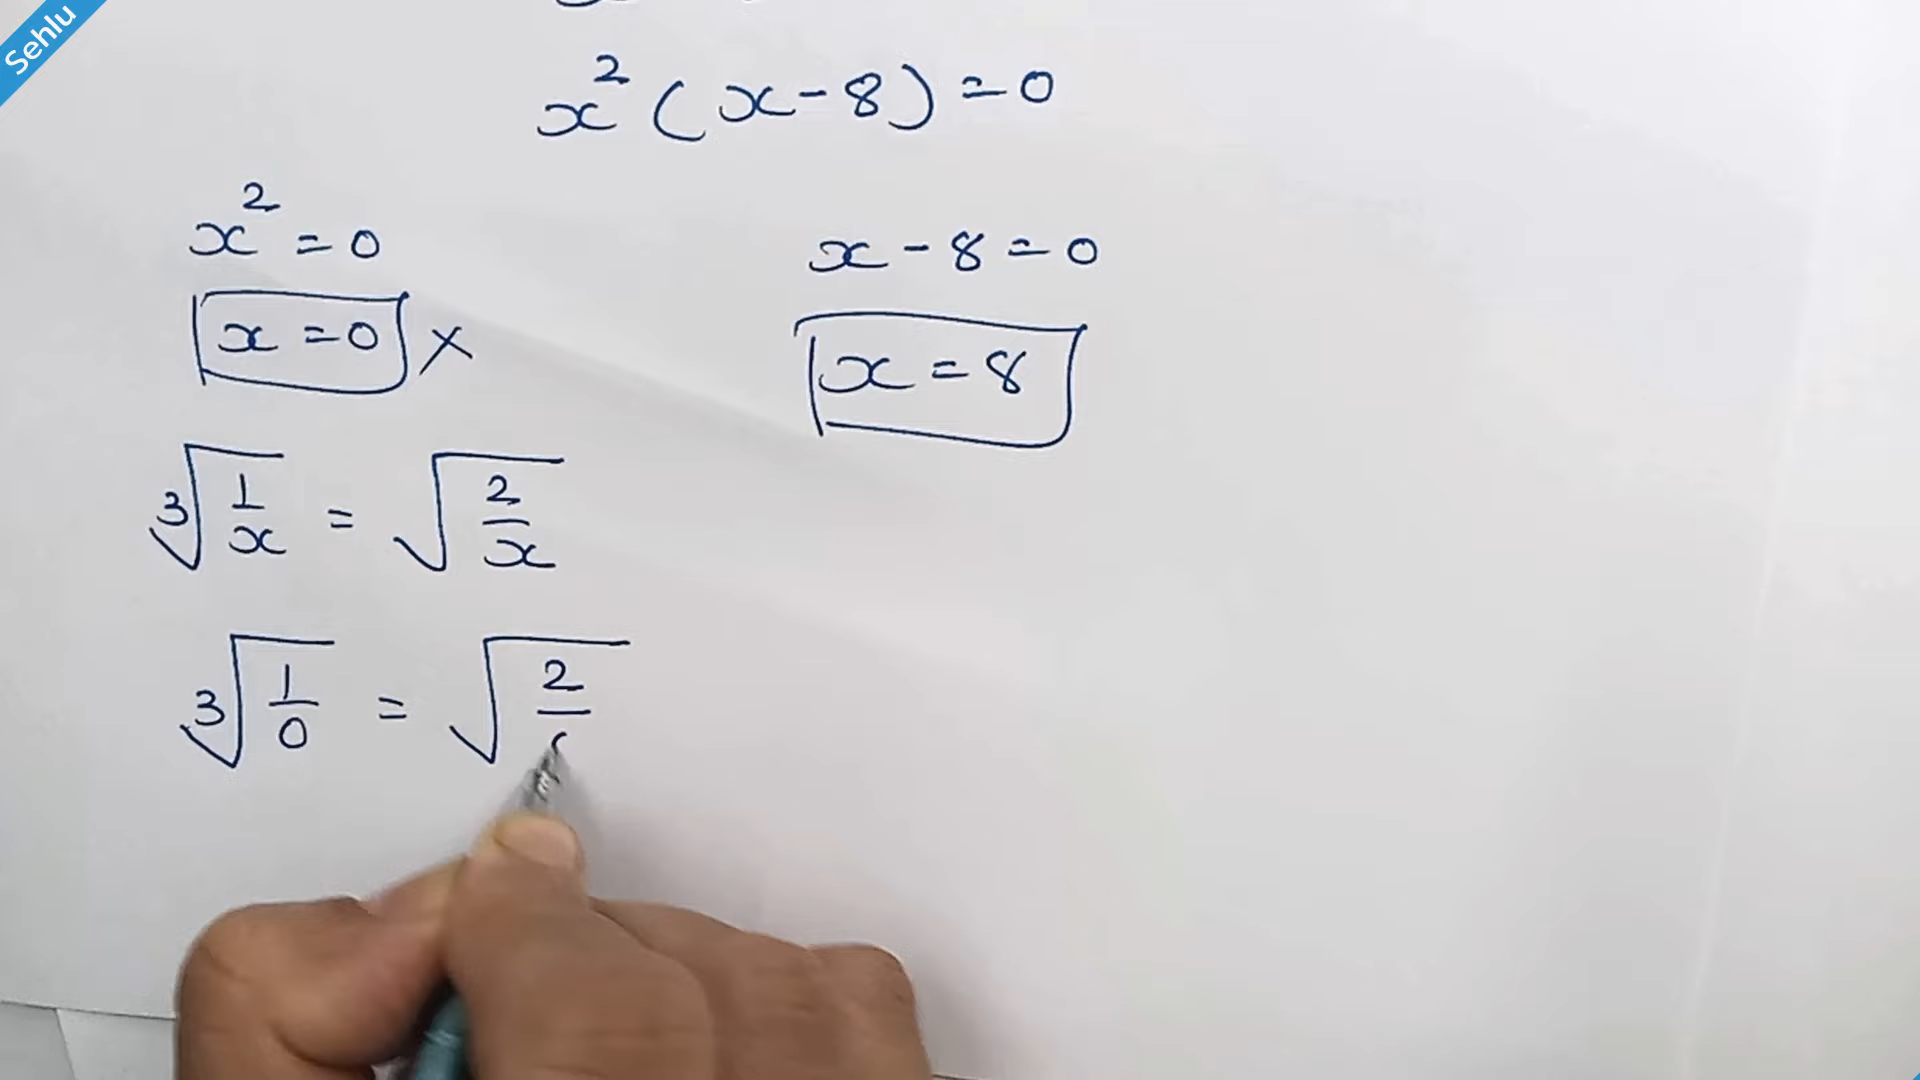 Sehlu
x²(x-8)=0
x²=0
x-8=0
x=0 ×
x=8
∛(1/x) = √(2/x)
∛(1/0) = √(2/